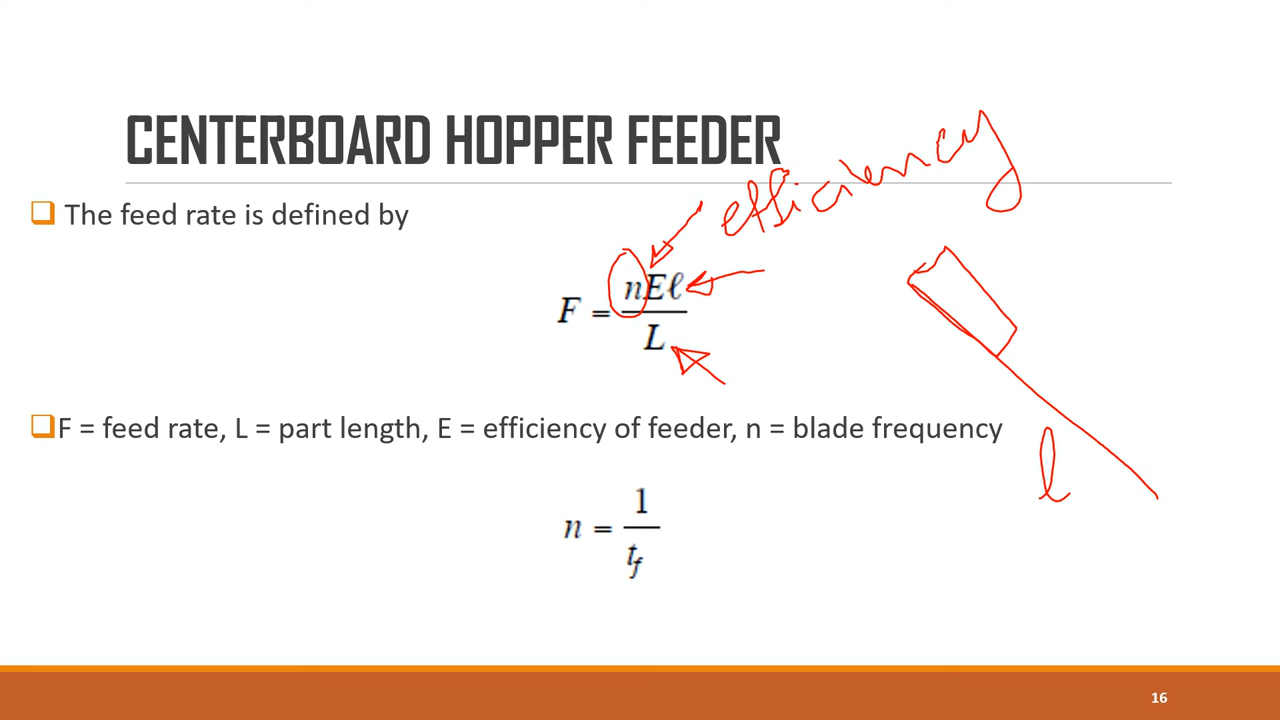 CENTERBOARD HOPPER FEEDER
efficiency
The feed rate is defined by
F = nEℓ / L
ℓ
F = feed rate, L = part length, E = efficiency of feeder, n = blade frequency
n = 1 / t_f
16